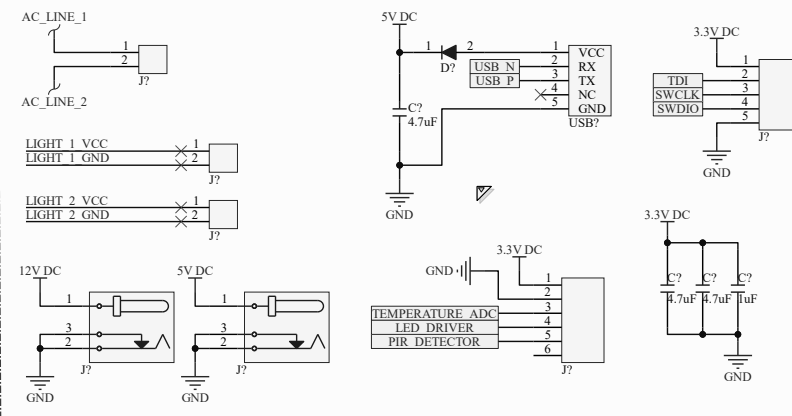 AC_LINE_1
1
2
J?
AC_LINE_2
LIGHT_1_VCC 1
LIGHT_1_GND 2
J?
LIGHT_2_VCC 1
LIGHT_2_GND 2
J?
12V DC
1
3
2
J?
GND
5V DC
1
3
2
J?
GND
5V DC
1 2 1 VCC
D?
USB_N 2 RX
USB_P 3 TX
4 NC
5 GND
USB?
C?
4.7uF
GND
3.3V DC
1
TDI 2
SWCLK 3
SWDIO 4
5
J?
GND
3.3V DC
GND
1
2
TEMPERATURE_ADC 3
LED_DRIVER 4
PIR_DETECTOR 5
6
J?
3.3V DC
C? C? C?
4.7uF 4.7uF 1uF
GND